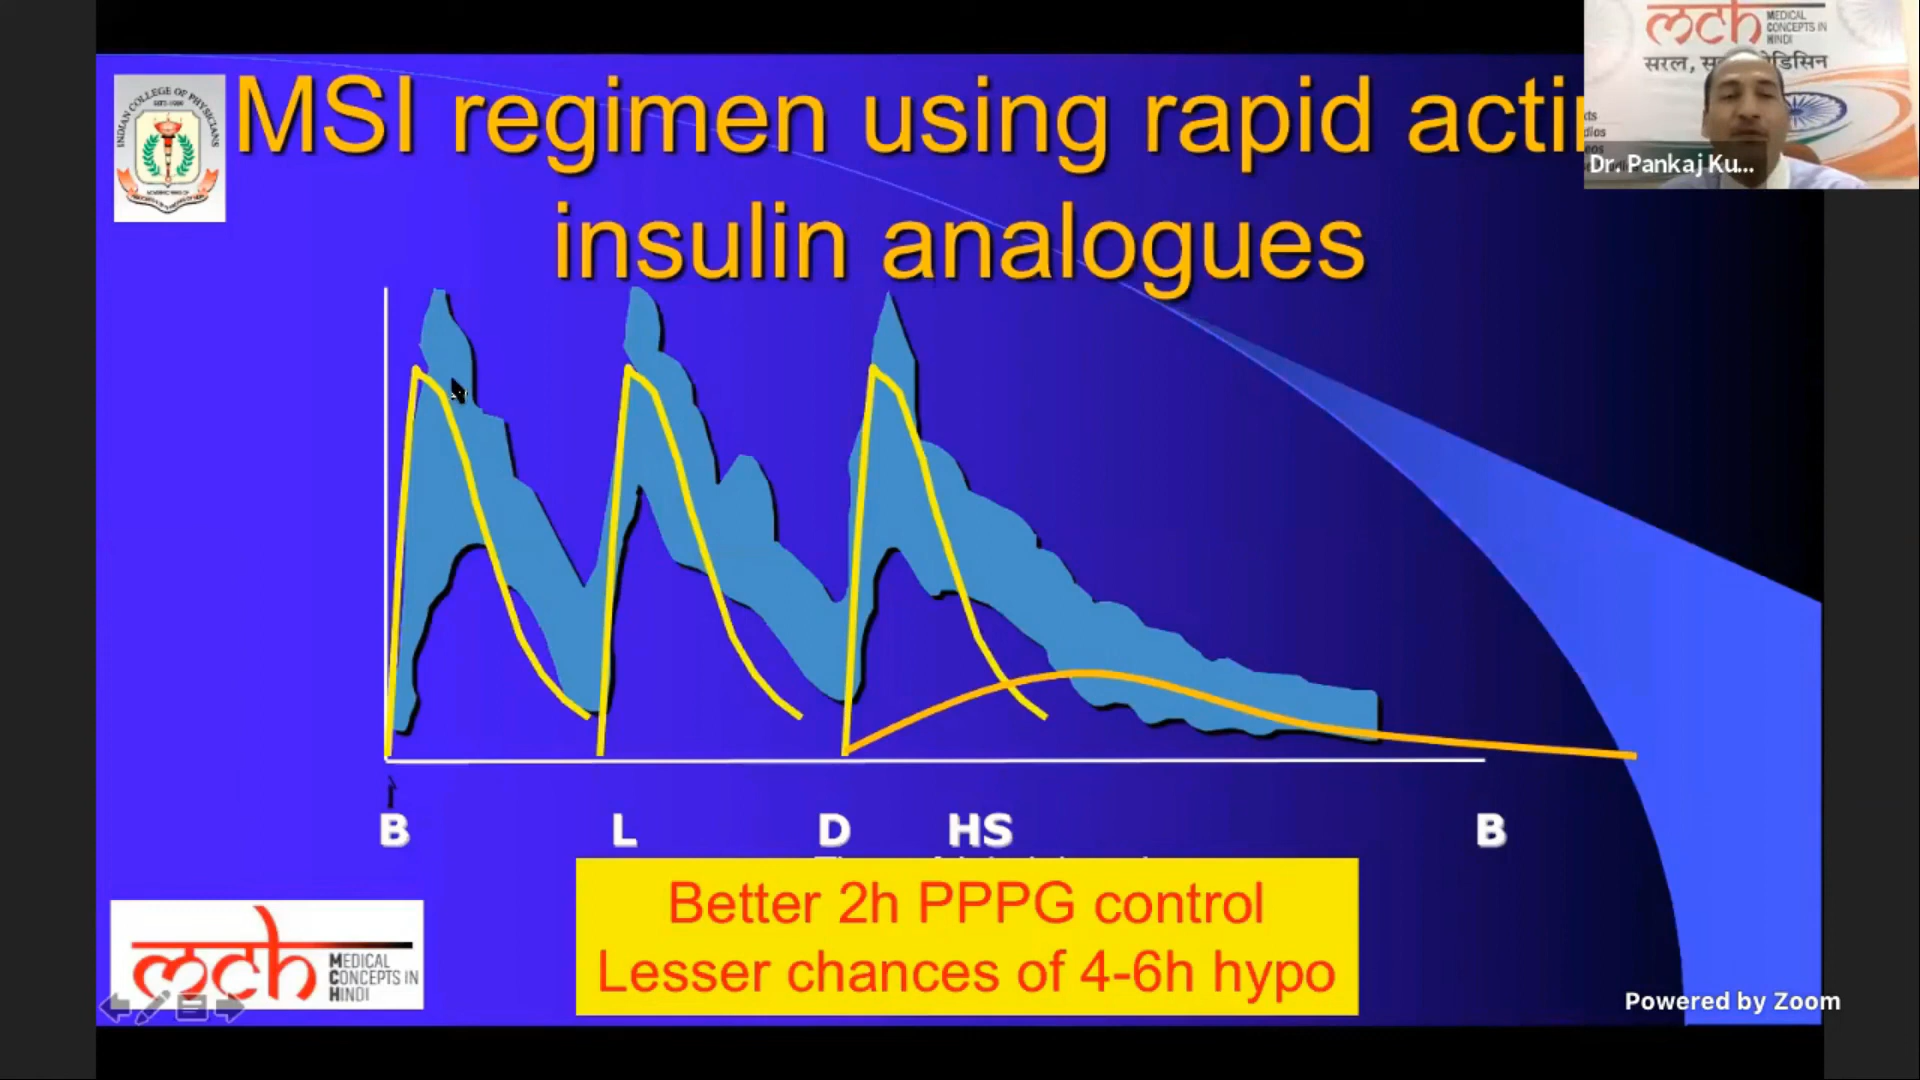 MSI regimen using rapid
insulin analogues
INDIAN COLLEGE OF PHYSICIANS
mch
MEDICAL
CONCEPTS IN
HINDI
सरल,
Dr. Pankaj Ku...
B L D HS B
Better 2h PPPG control
Lesser chances of 4-6h hypo
mch
MEDICAL
CONCEPTS IN
HINDI
Powered by Zoom